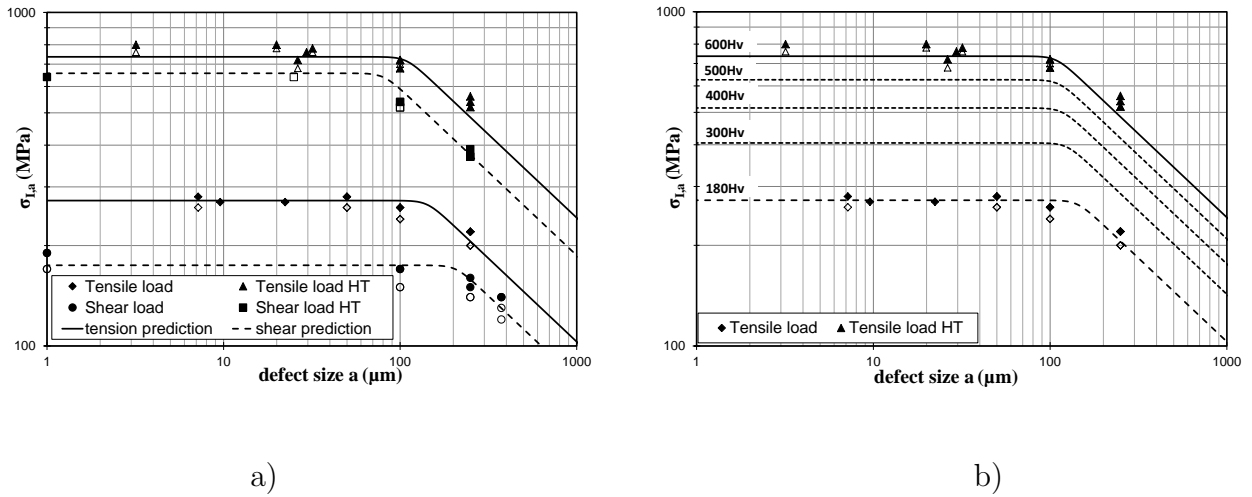 1000
100
σI,a (MPa)
Tensile load
Tensile load HT
Shear load
Shear load HT
tension prediction
shear prediction
1 10 100 1000
defect size a (µm)
a)
1000
100
σI,a (MPa)
600Hv
500Hv
400Hv
300Hv
180Hv
Tensile load
Tensile load HT
1 10 100 1000
defect size a (µm)
b)